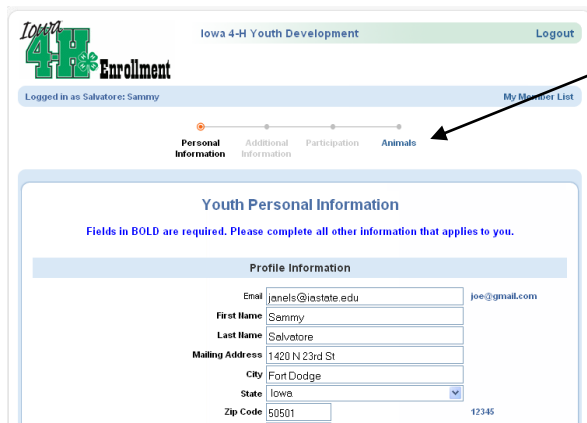 Iowa
4-H
Enrollment
Iowa 4-H Youth Development
Logout
Logged in as Salvatore: Sammy
My Member List
Personal Information
Additional Information
Participation
Animals
Youth Personal Information
Fields in BOLD are required. Please complete all other information that applies to you.
Profile Information
Email janels@iastate.edu joe@gmail.com
First Name Sammy
Last Name Salvatore
Mailing Address 1420 N 23rd St
City Fort Dodge
State Iowa
Zip Code 50501 12345